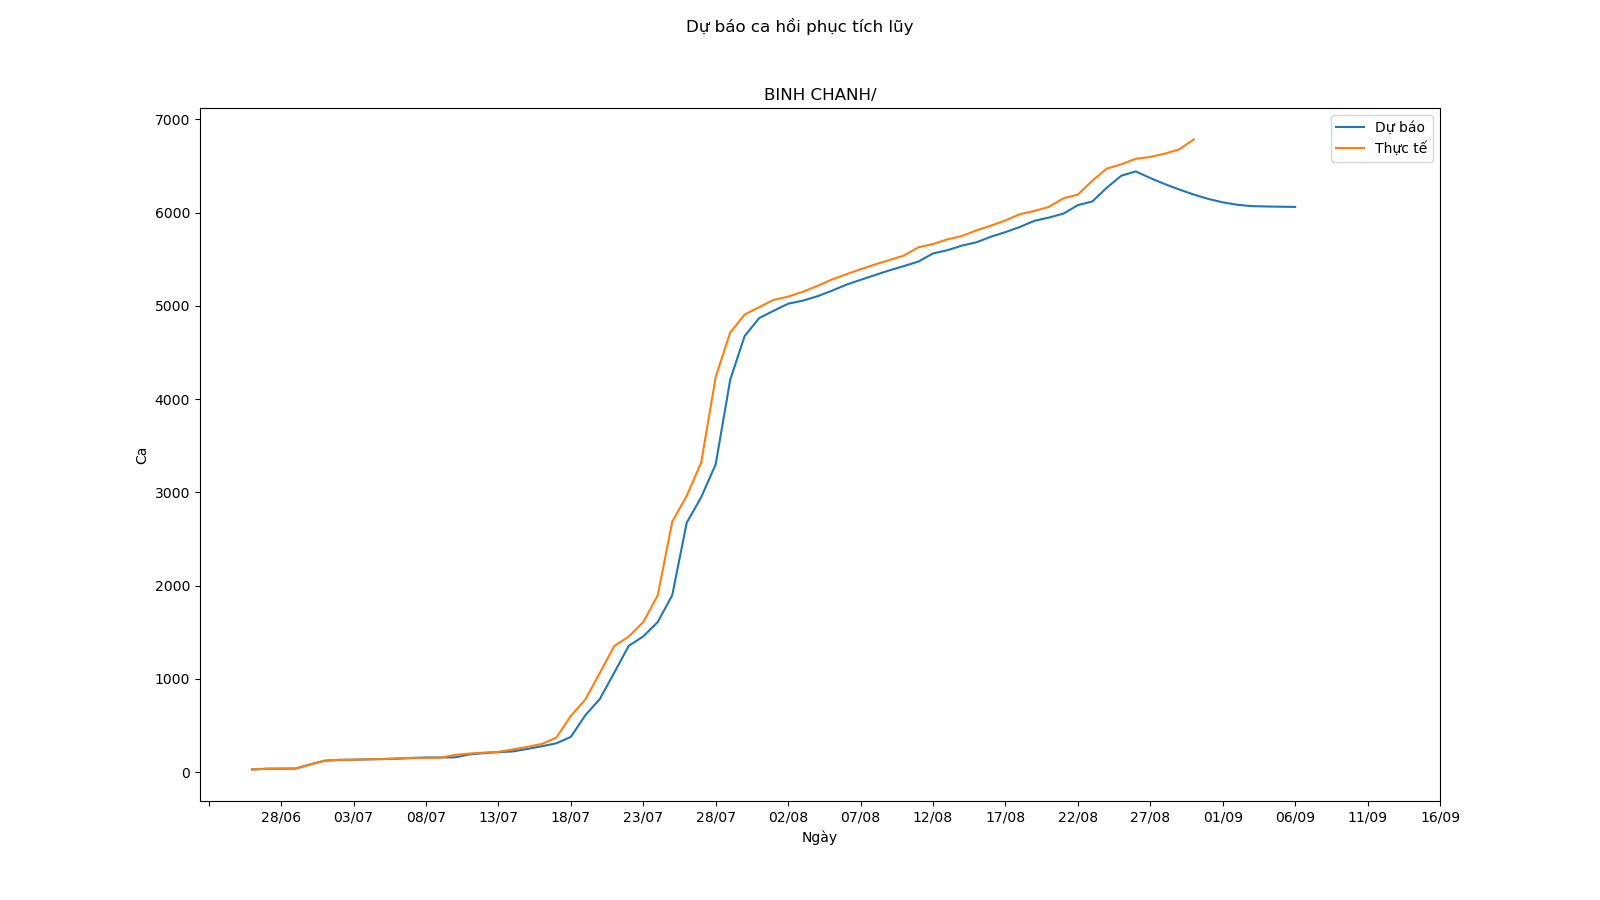 Dự báo ca hồi phục tích lũy
BINH CHANH/
7000
6000
5000
4000
3000
2000
1000
0
Ca
Dự báo
Thực tế
28/06 03/07 08/07 13/07 18/07 23/07 28/07 02/08 07/08 12/08 17/08 22/08 27/08 01/09 06/09 11/09 16/09
Ngày